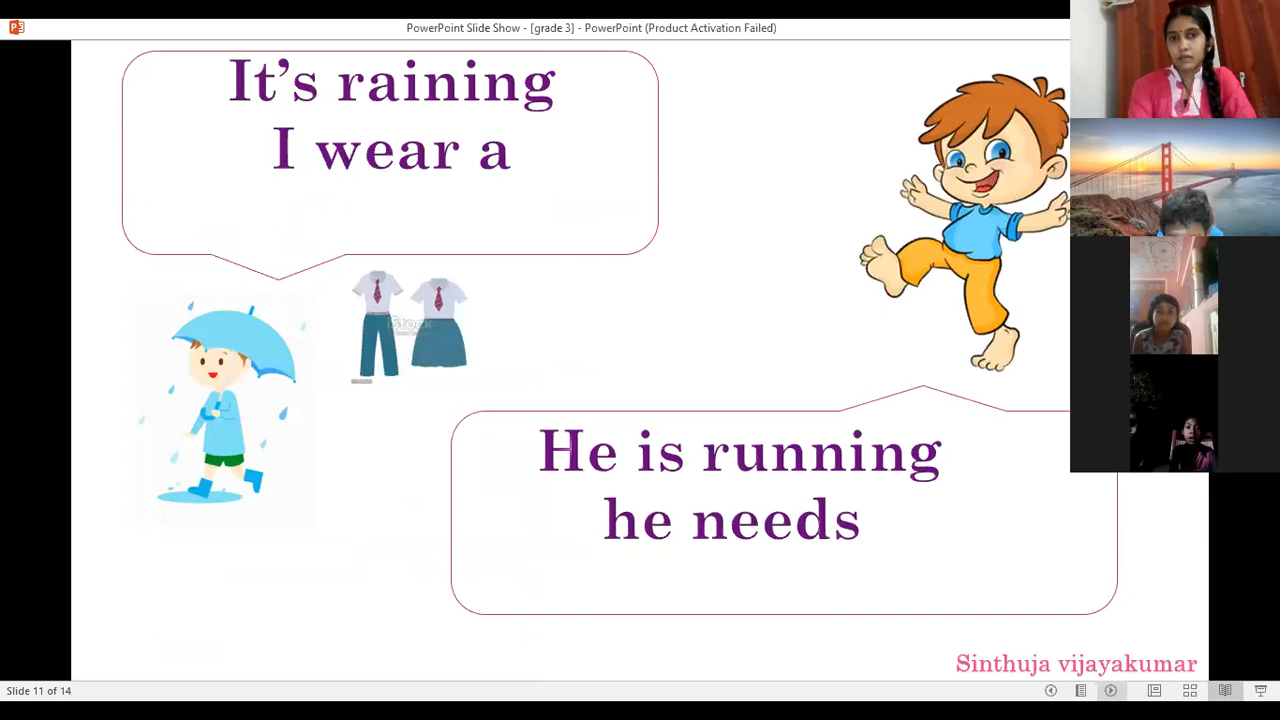 PowerPoint Slide Show - [grade 3] - PowerPoint (Product Activation Failed)
It's raining
I wear a
iStock
He is running
he needs
Sinthuja vijayakumar
Slide 11 of 14